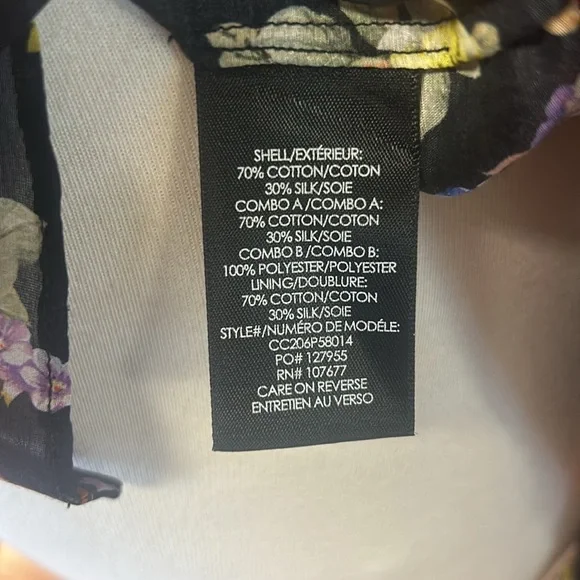 SHELL/EXTÉRIEUR:
70% COTTON/COTON
30% SILK/SOIE
COMBO A /COMBO A:
70% COTTON/COTON
30% SILK/SOIE
COMBO B /COMBO B:
100% POLYESTER/POLYESTER
LINING/DOUBLURE:
70% COTTON/COTON
30% SILK/SOIE
STYLE#/NUMÉRO DE MODÉLE:
CC206P58014
PO# 127955
RN# 107677
CARE ON REVERSE
ENTRETIEN AU VERSO